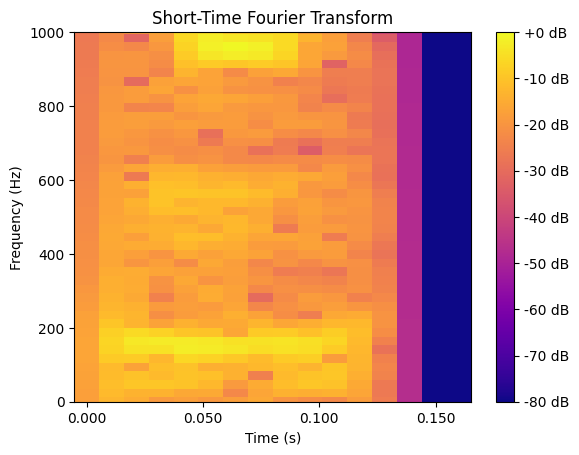 Short-Time Fourier Transform
1000
800
600
400
200
0
Frequency (Hz)
0.000
0.050
0.100
0.150
Time (s)
+0 dB
-10 dB
-20 dB
-30 dB
-40 dB
-50 dB
-60 dB
-70 dB
-80 dB